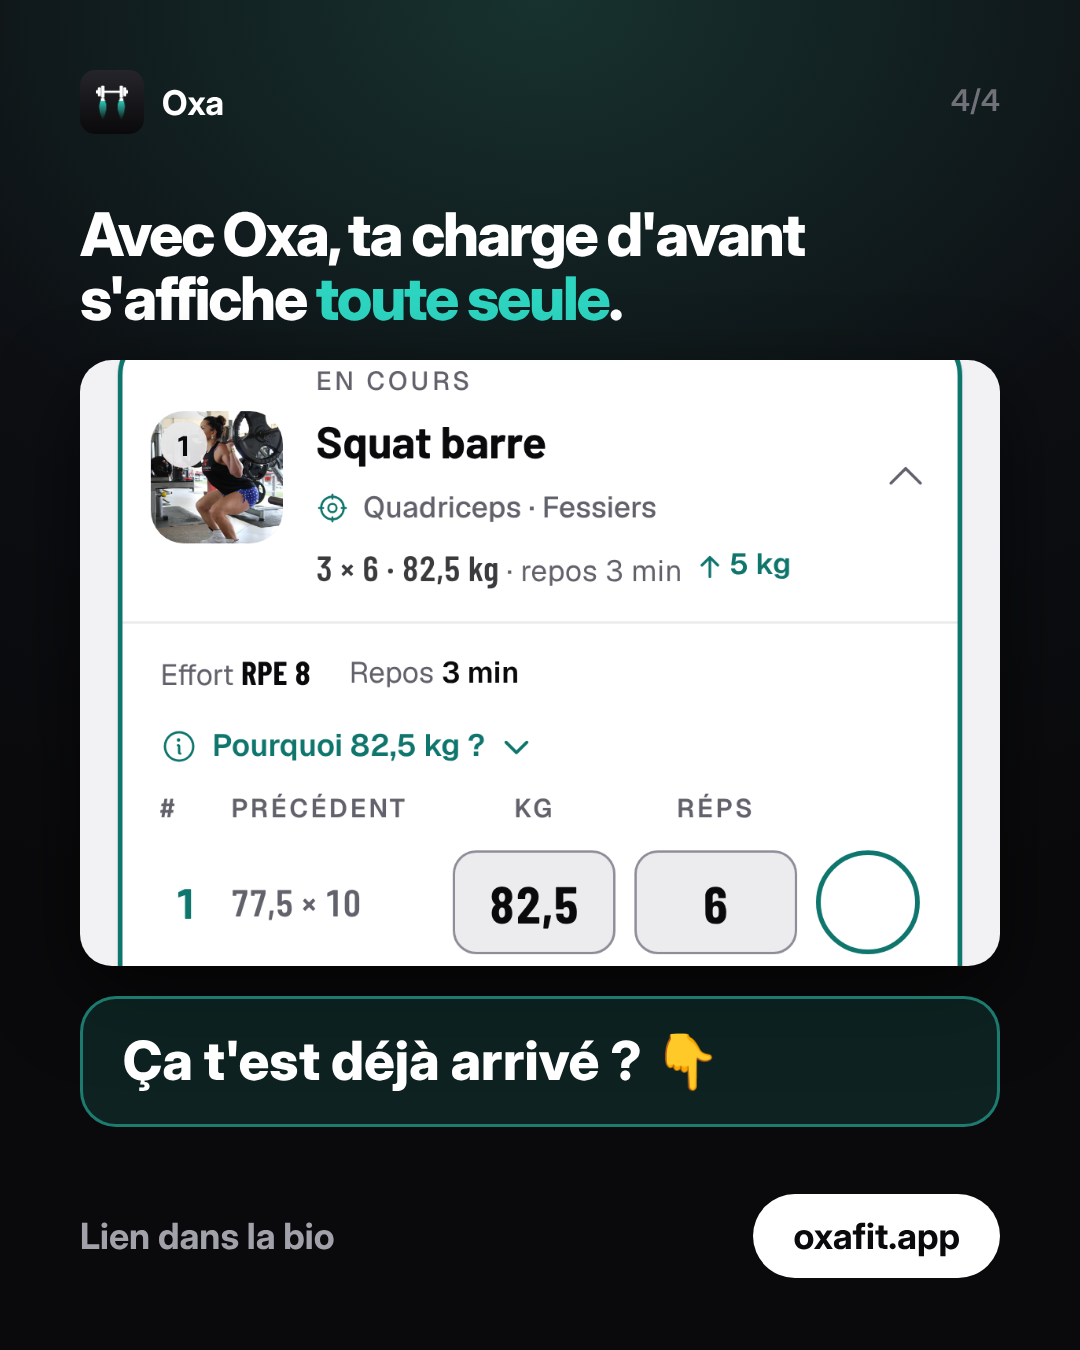 Oxa
4/4
Avec Oxa, ta charge d'avant
s'affiche toute seule.
EN COURS
1
Squat barre
Quadriceps · Fessiers
3 × 6 · 82,5 kg · repos 3 min ↑ 5 kg
Effort RPE 8 Repos 3 min
Pourquoi 82,5 kg ?
# PRÉCÉDENT KG RÉPS
1 77,5 × 10 82,5 6
Ça t'est déjà arrivé ? 👇
Lien dans la bio
oxafit.app